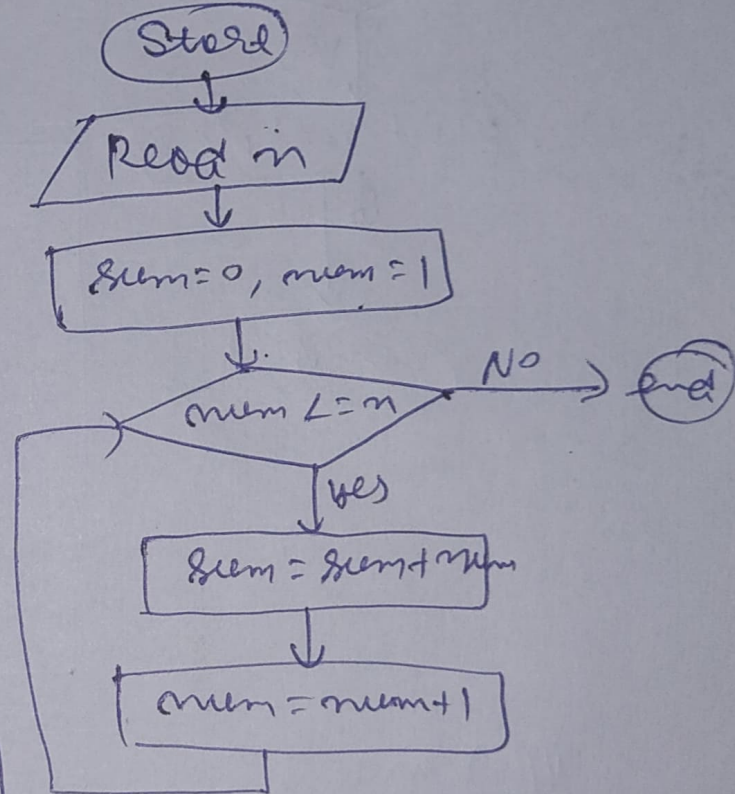 Start
Read n
sum=0, num=1
num <=n
NO
end
yes
sum = sum+num
num = num+1